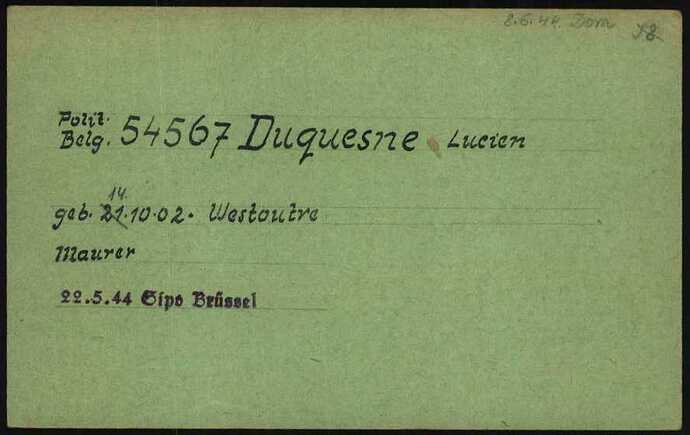 8.6.44. Dora
Polit.
Belg. 54567 Duquesne Lucien
14.
geb. 21.10.02. Westoutre
Maurer
22.5.44 Sipo Brüssel